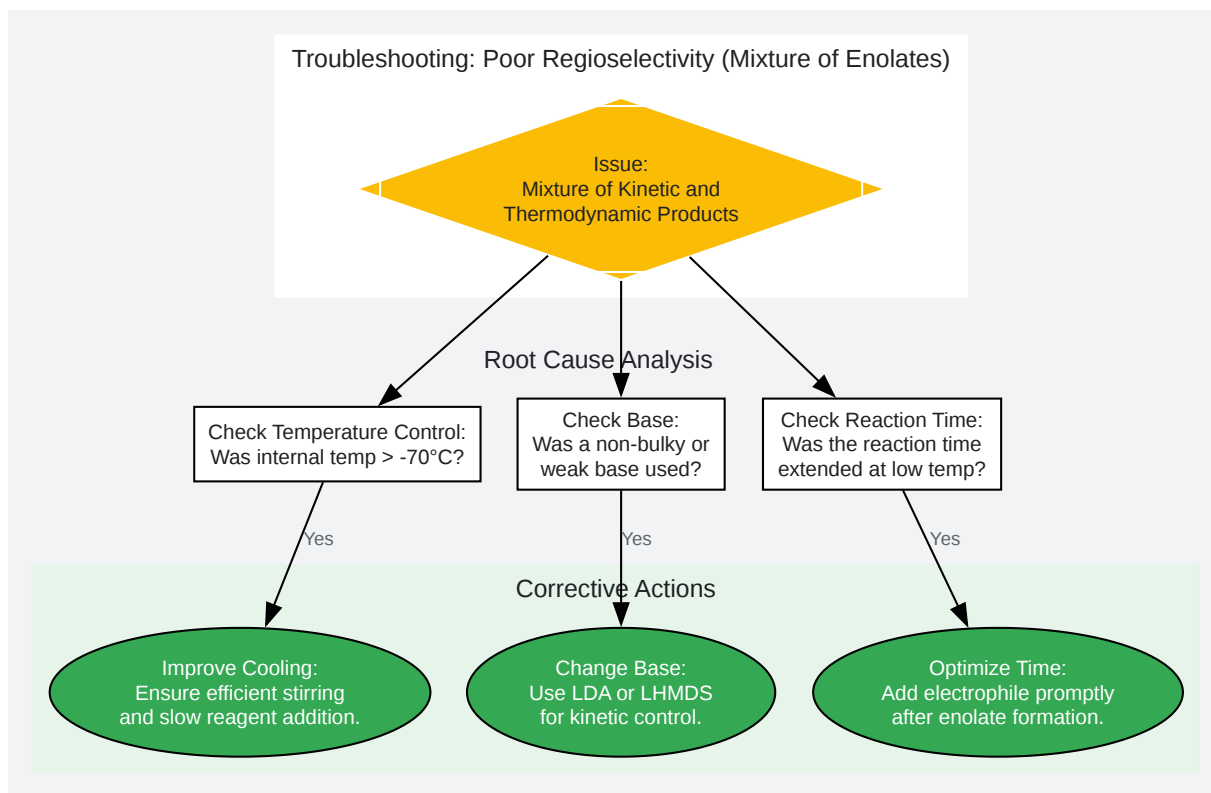 Troubleshooting: Poor Regioselectivity (Mixture of Enolates)
Issue:
Mixture of Kinetic and
Thermodynamic Products
Root Cause Analysis
Check Temperature Control:
Was internal temp > -70°C?
Check Base:
Was a non-bulky or
weak base used?
Check Reaction Time:
Was the reaction time
extended at low temp?
Yes
Yes
Yes
Corrective Actions
Improve Cooling:
Ensure efficient stirring
and slow reagent addition.
Change Base:
Use LDA or LHMDS
for kinetic control.
Optimize Time:
Add electrophile promptly
after enolate formation.